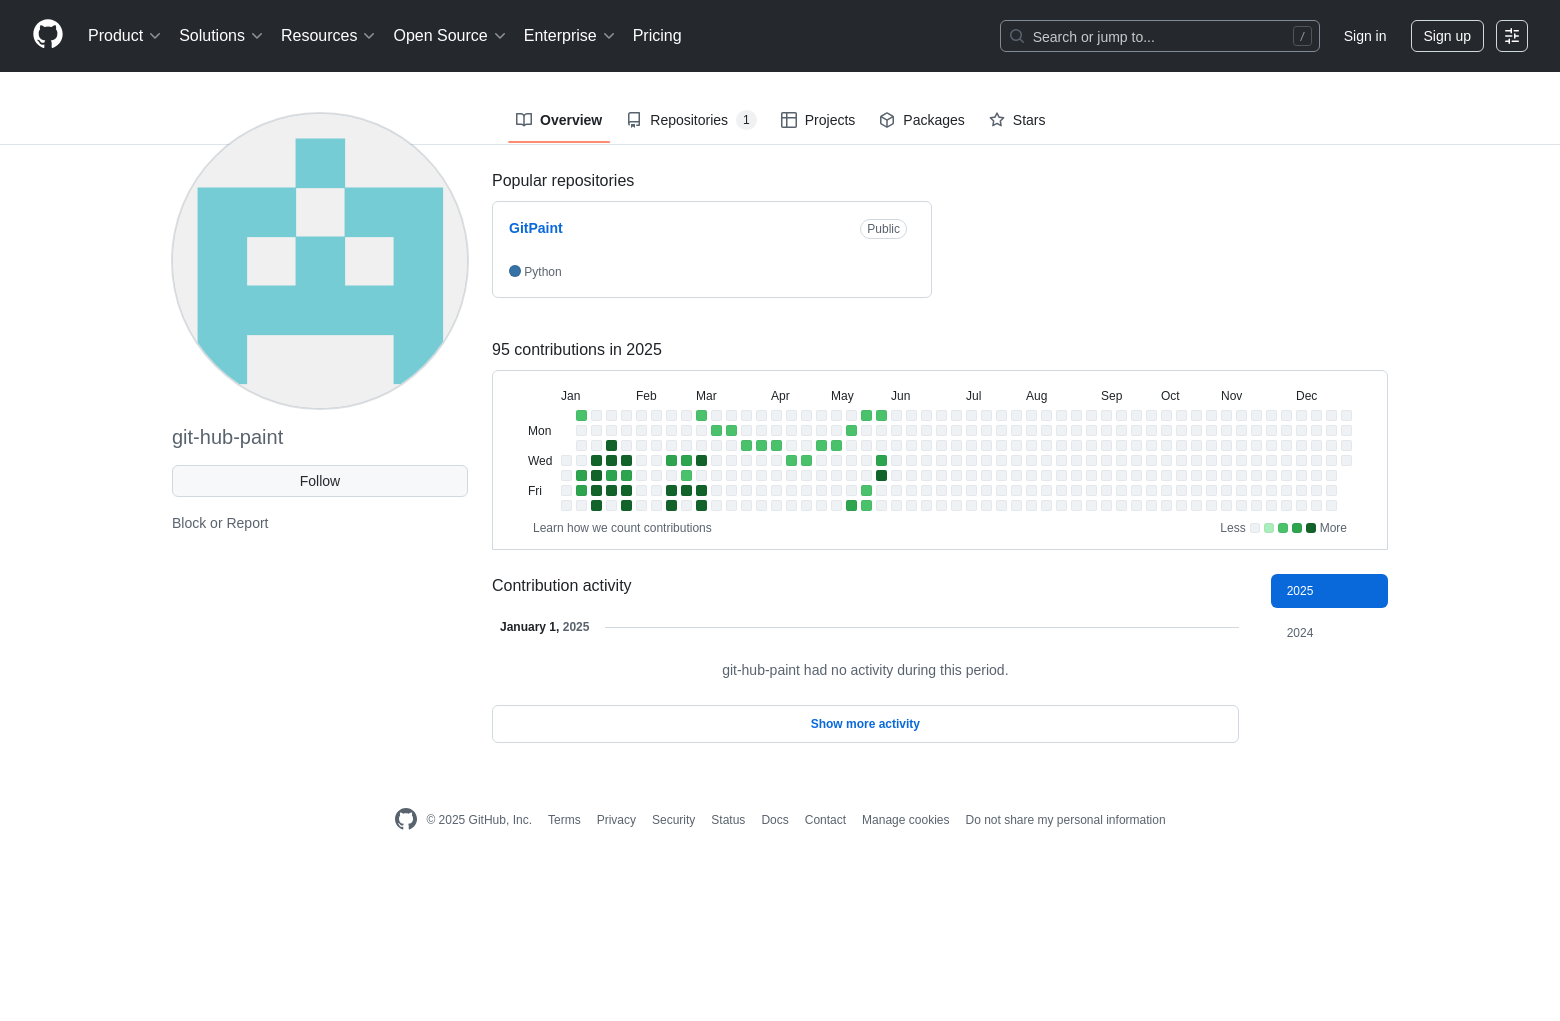 Product Solutions Resources Open Source Enterprise Pricing Search or jump to... / Sign in Sign up
Overview Repositories 1 Projects Packages Stars
git-hub-paint
Follow
Block or Report
Popular repositories
GitPaint Public
Python
95 contributions in 2025
Jan Feb Mar Apr May Jun Jul Aug Sep Oct Nov Dec
Mon
Wed
Fri
Learn how we count contributions Less More
Contribution activity
2025
2024
January 1, 2025
git-hub-paint had no activity during this period.
Show more activity
© 2025 GitHub, Inc. Terms Privacy Security Status Docs Contact Manage cookies Do not share my personal information